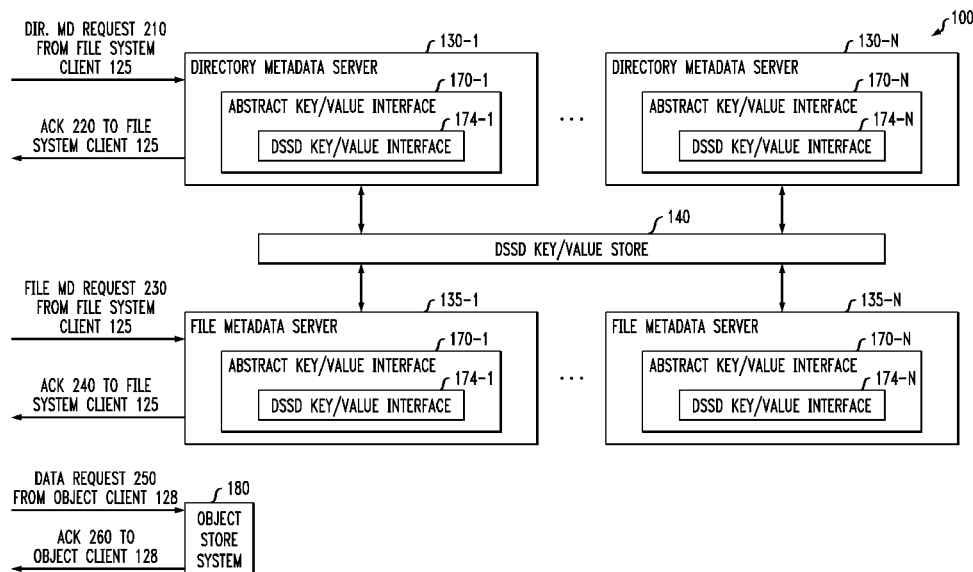 100
DIR. MD REQUEST 210
FROM FILE SYSTEM
CLIENT 125
ACK 220 TO FILE
SYSTEM CLIENT 125
130-1
DIRECTORY METADATA SERVER
170-1
ABSTRACT KEY/VALUE INTERFACE
174-1
DSSD KEY/VALUE INTERFACE
...
130-N
DIRECTORY METADATA SERVER
170-N
ABSTRACT KEY/VALUE INTERFACE
174-N
DSSD KEY/VALUE INTERFACE
140
DSSD KEY/VALUE STORE
FILE MD REQUEST 230
FROM FILE SYSTEM
CLIENT 125
ACK 240 TO FILE
SYSTEM CLIENT 125
135-1
FILE METADATA SERVER
170-1
ABSTRACT KEY/VALUE INTERFACE
174-1
DSSD KEY/VALUE INTERFACE
...
135-N
FILE METADATA SERVER
170-N
ABSTRACT KEY/VALUE INTERFACE
174-N
DSSD KEY/VALUE INTERFACE
DATA REQUEST 250
FROM OBJECT CLIENT 128
ACK 260 TO
OBJECT CLIENT 128
180
OBJECT
STORE
SYSTEM